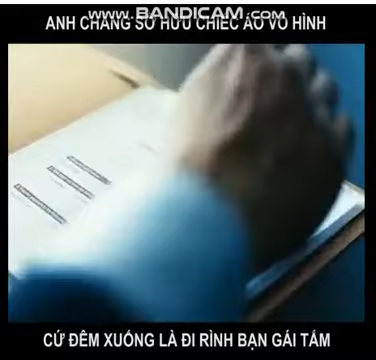 www.BANDICAM.com
ANH CHÀNG SỞ HỮU CHIẾC ÁO VÔ HÌNH
CỨ ĐÊM XUỐNG LÀ ĐI RÌNH BẠN GÁI TẮM